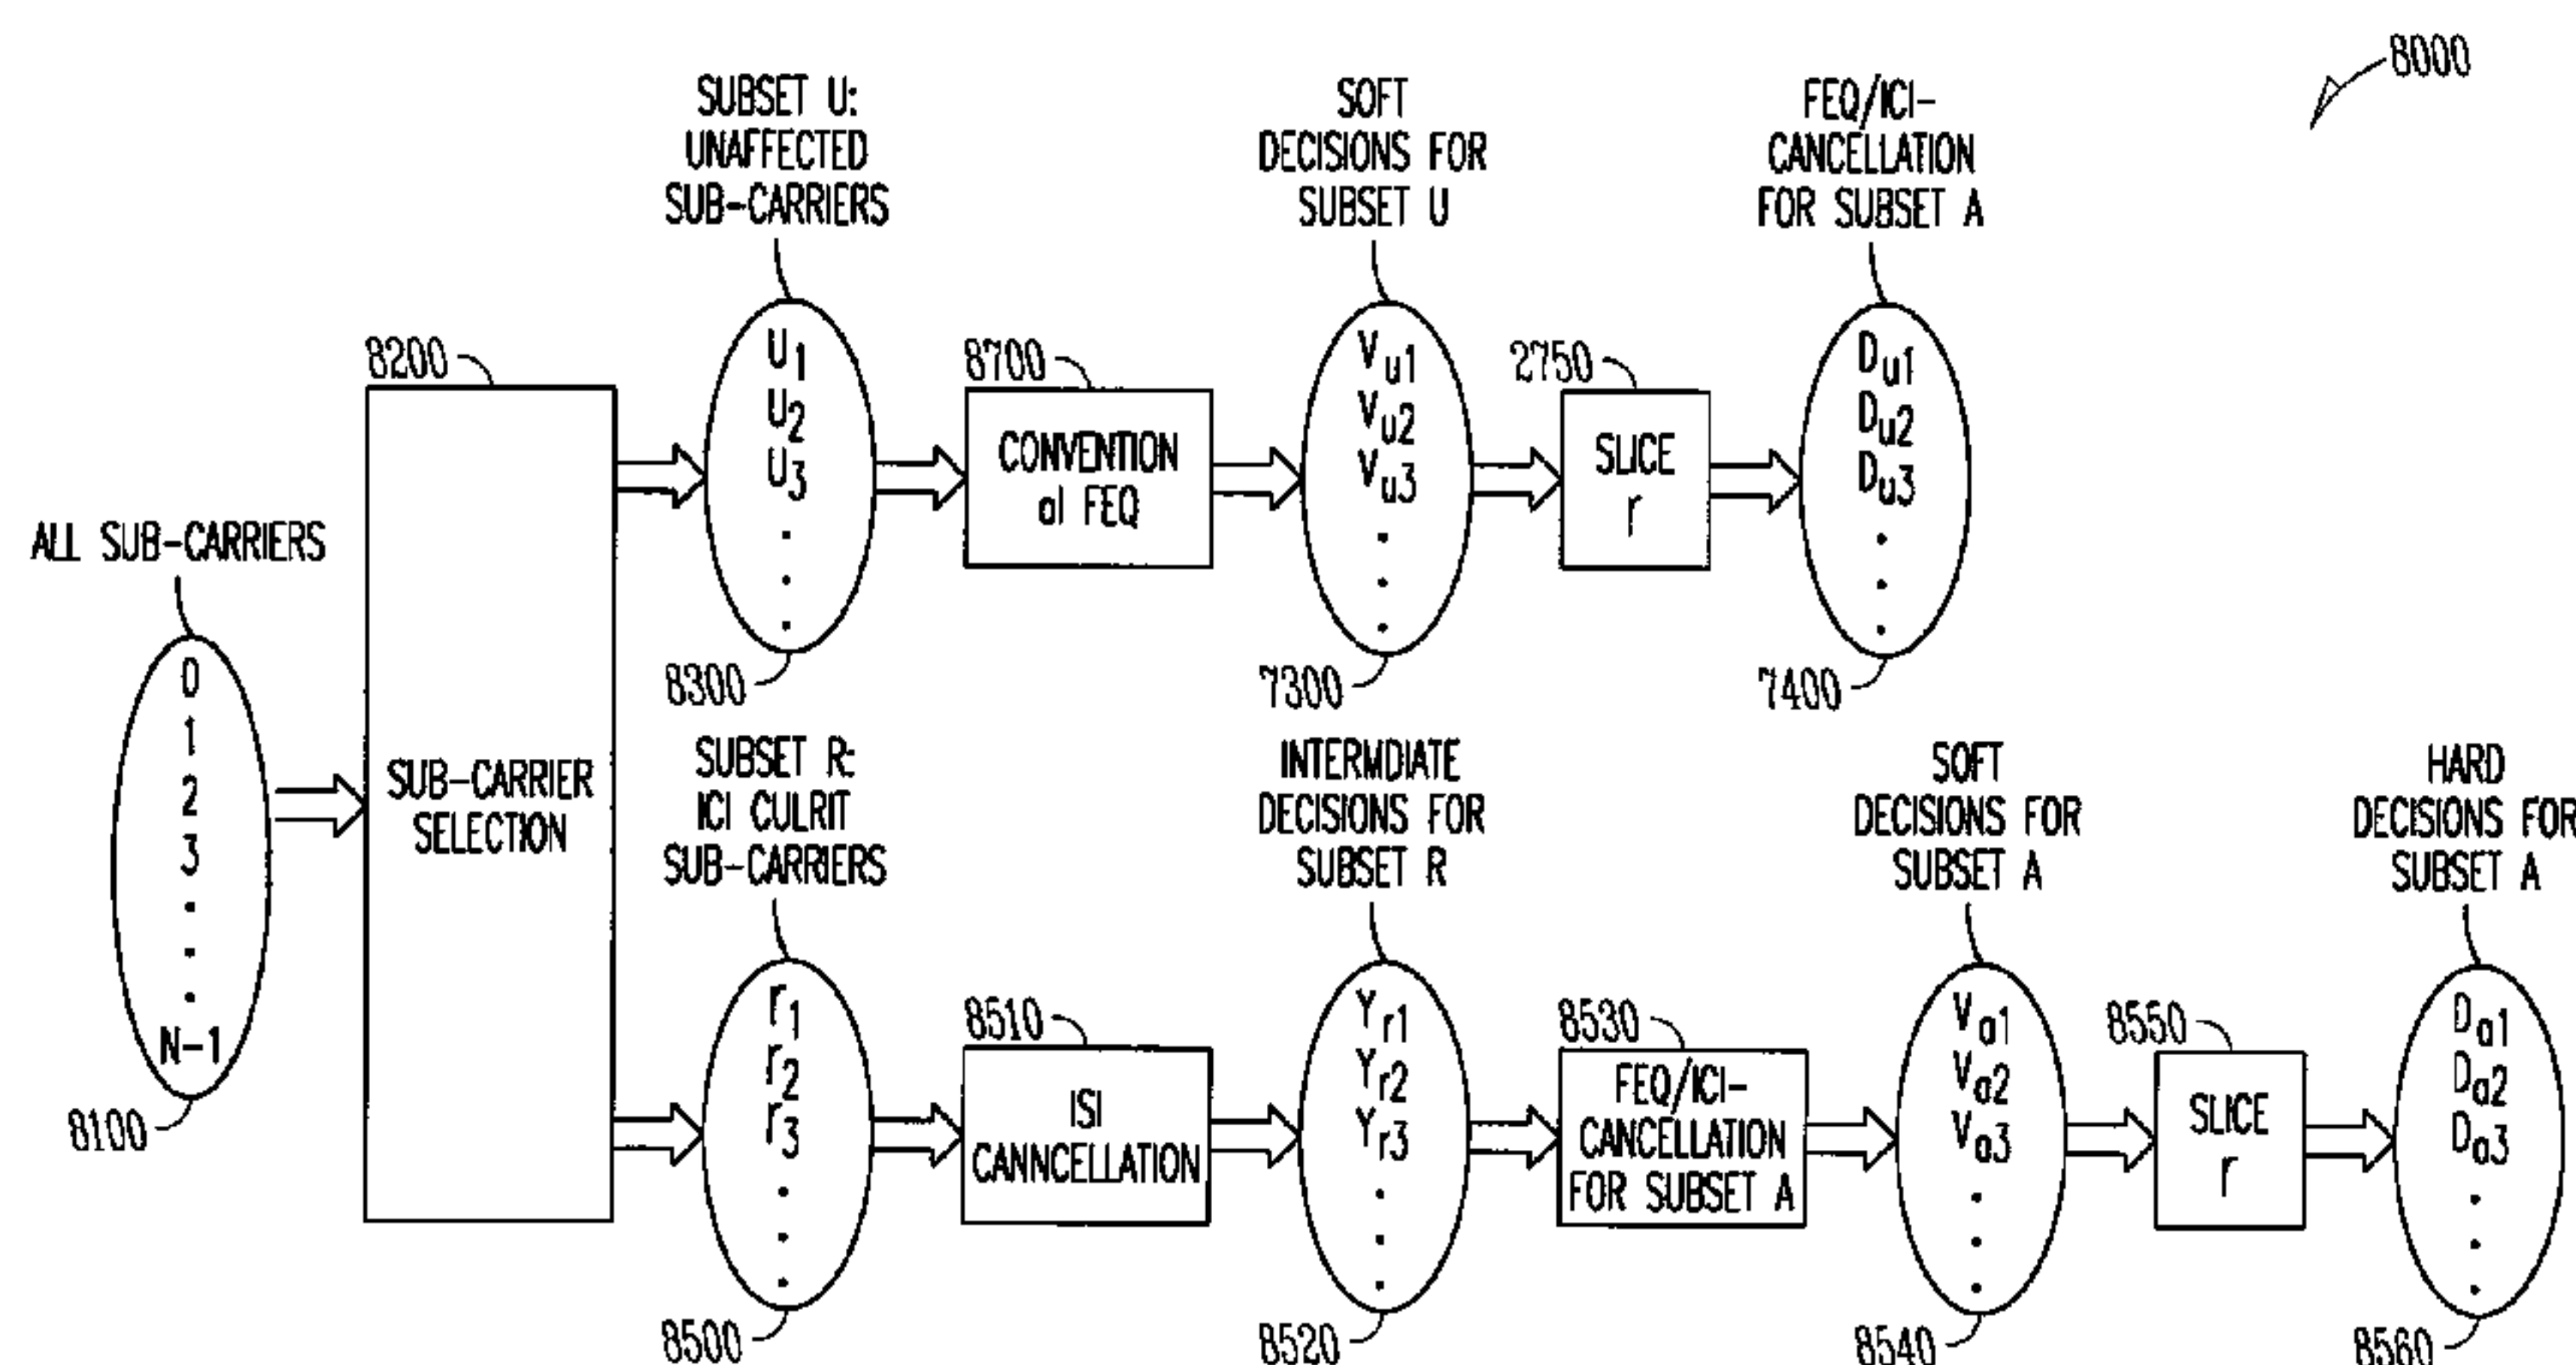 8000
SUBSET U:
UNAFFECTED
SUB-CARRIERS
SOFT
DECISIONS FOR
SUBSET U
FEQ/ICI-
CANCELLATION
FOR SUBSET A
8200
U1
U2
U3
.
.
.
8300
8700
CONVENTION
al FEQ
Vu1
Vu2
Vu3
.
.
.
7300
2750
SLICE
r
Du1
Du2
Du3
.
.
.
7400
ALL SUB-CARRIERS
0
1
2
3
.
.
.
N-1
8100
SUB-CARRIER
SELECTION
SUBSET R:
ICI CULRIT
SUB-CARRIERS
INTERMDIATE
DECISIONS FOR
SUBSET R
SOFT
DECISIONS FOR
SUBSET A
HARD
DECISIONS FOR
SUBSET A
r1
r2
r3
.
.
.
8500
8510
ISI
CANNCELLATION
Yr1
Yr2
Yr3
.
.
.
8520
8530
FEQ/ICI-
CANCELLATION
FOR SUBSET A
Va1
Va2
Va3
.
.
.
8540
8550
SLICE
r
Da1
Da2
Da3
.
.
.
8560